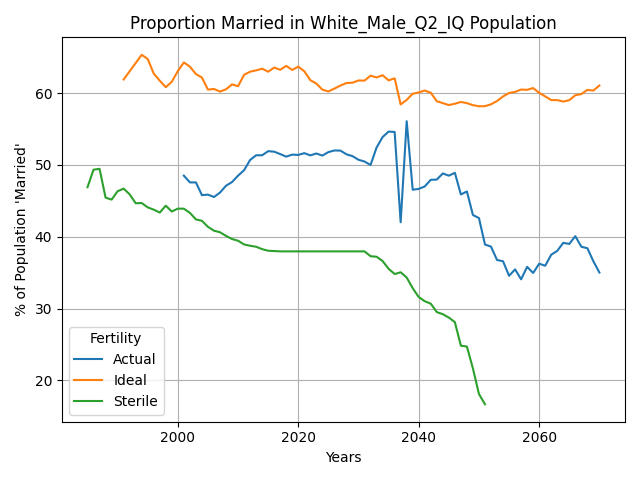 Proportion Married in White_Male_Q2_IQ Population
% of Population 'Married'
60
50
40
30
20
Fertility
Actual
Ideal
Sterile
2000
2020
2040
2060
Years